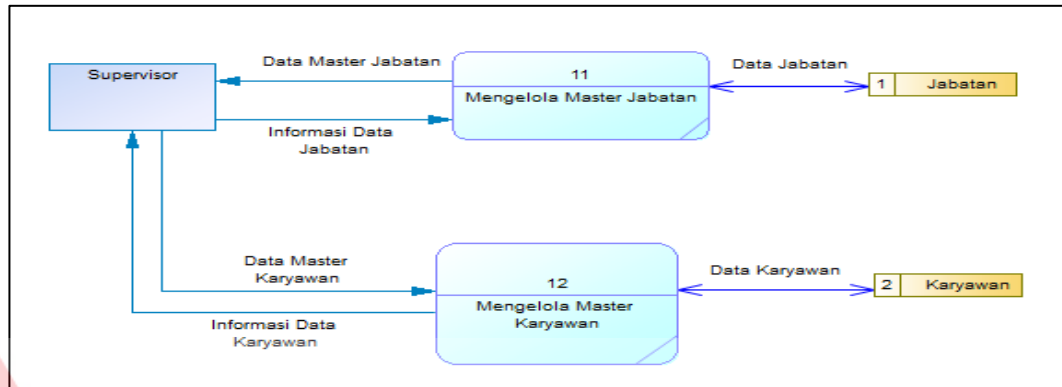 Supervisor
Data Master Jabatan
11
Mengelola Master Jabatan
Data Jabatan
1 Jabatan
Informasi Data
Jabatan
Data Master
Karyawan
12
Mengelola Master
Karyawan
Data Karyawan
2 Karyawan
Informasi Data
Karyawan